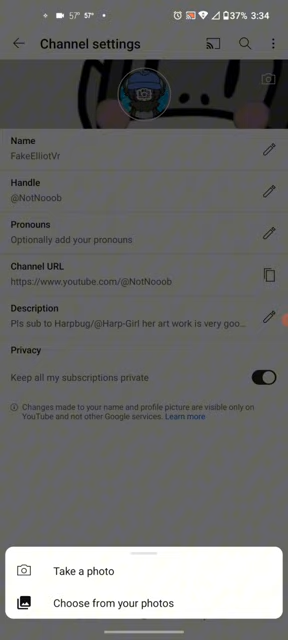 57° 57° 37% 3:34
Channel settings
Name
FakeElliotVr
Handle
@NotNooob
Pronouns
Optionally add your pronouns
Channel URL
https://www.youtube.com/@NotNooob
Description
Pls sub to Harpbug/@Harp-Girl her art work is very goo...
Privacy
Keep all my subscriptions private
Changes made to your name and profile picture are visible only on
YouTube and not other Google services. Learn more
Take a photo
Choose from your photos